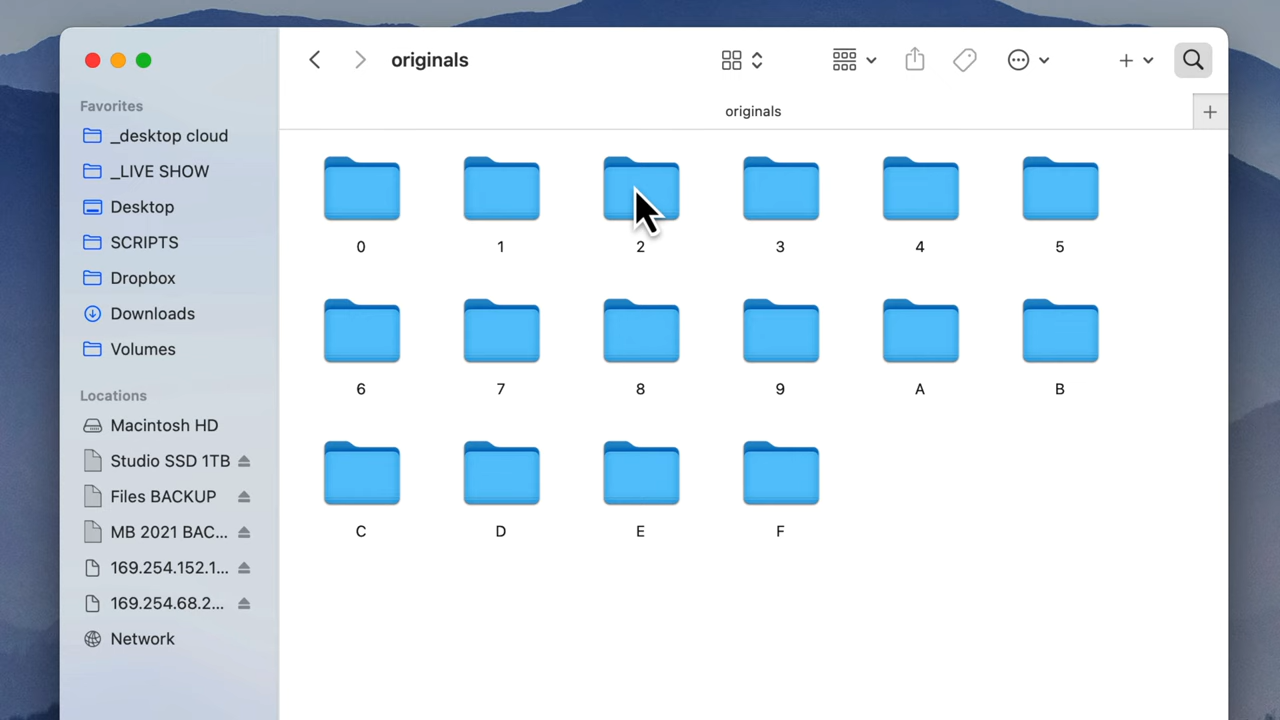 originals
originals
Favorites
_desktop cloud
_LIVE SHOW
Desktop
SCRIPTS
Dropbox
Downloads
Volumes
Locations
Macintosh HD
Studio SSD 1TB
Files BACKUP
MB 2021 BAC...
169.254.152.1...
169.254.68.2...
Network
0 1 2 3 4 5
6 7 8 9 A B
C D E F